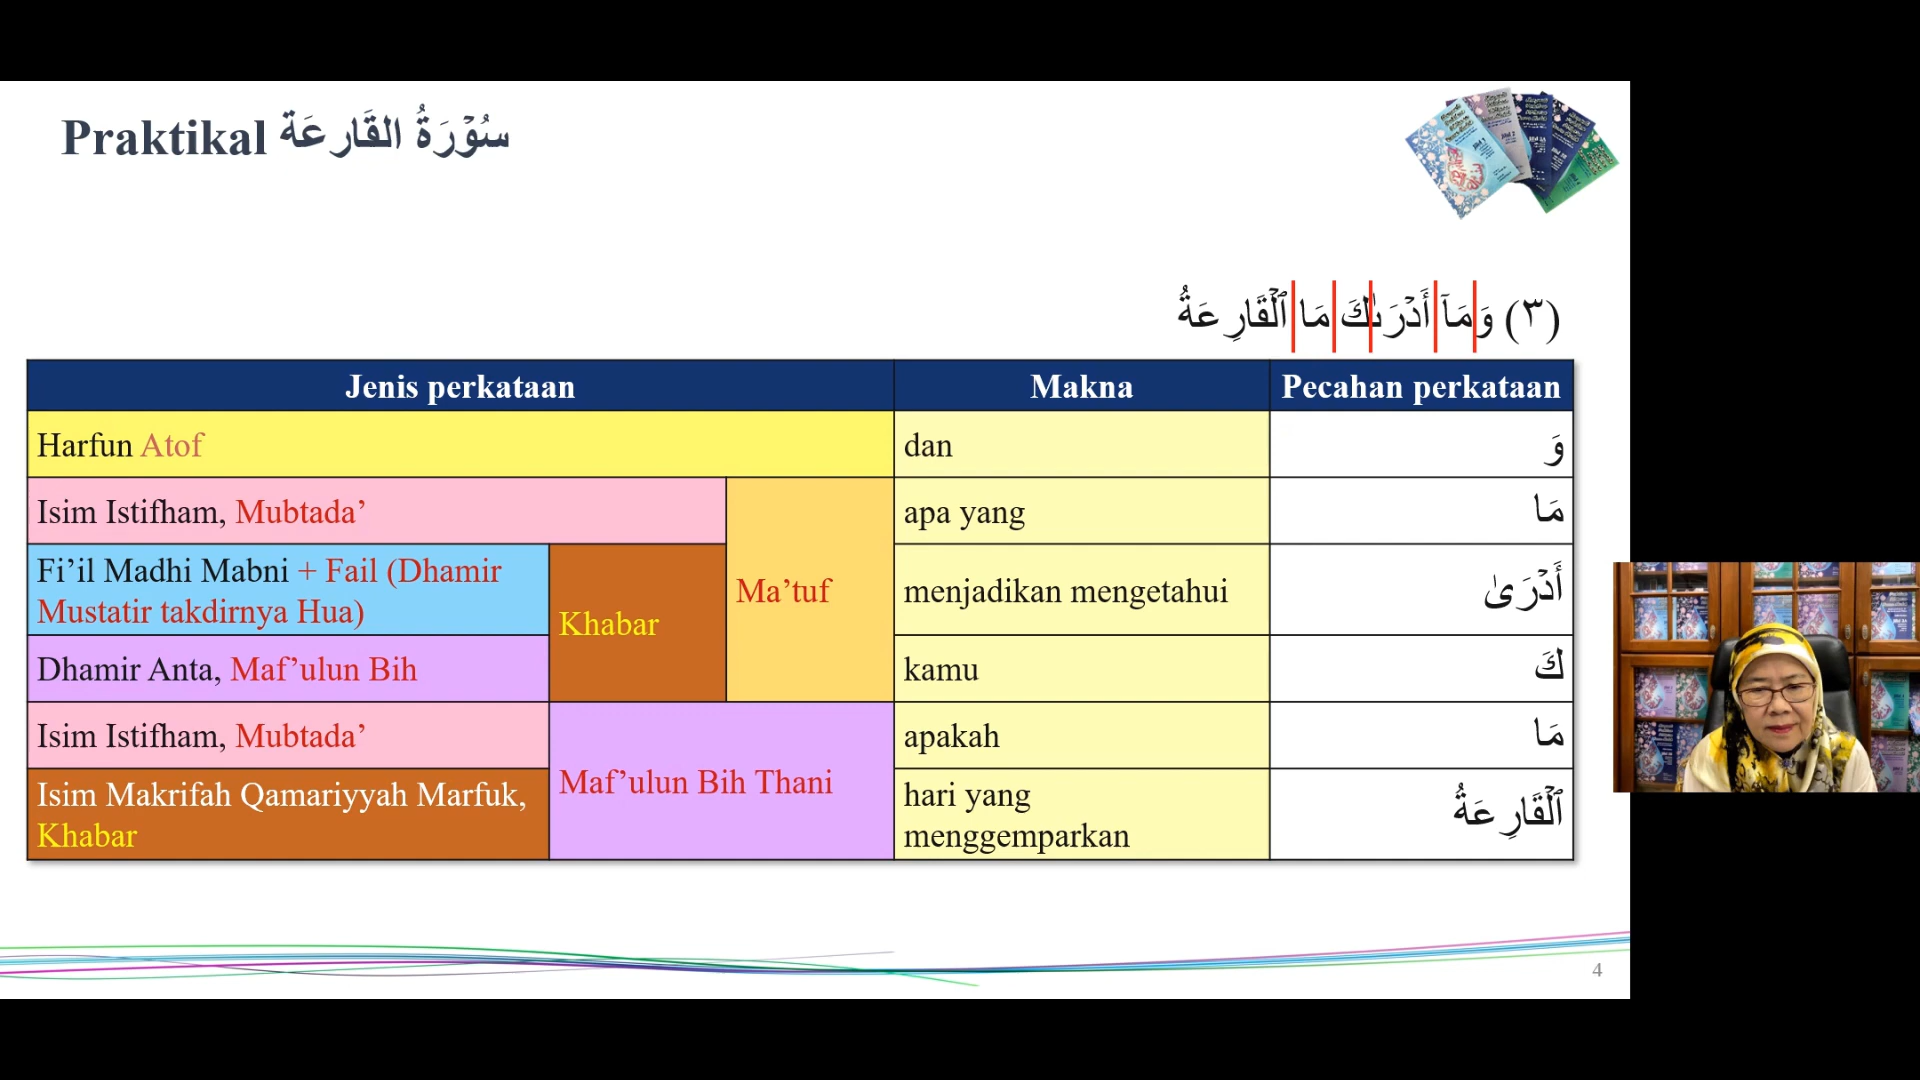 Praktikal سُوْرَةُ القَارِعَة
(٣) وَمَآ أَدْرَىٰكَ مَا ٱلْقَارِعَةُ
Jenis perkataan
Makna
Pecahan perkataan
Harfun Atof
dan
وَ
Isim Istifham, Mubtada’
apa yang
مَا
Fi’il Madhi Mabni + Fail (Dhamir
Mustatir takdirnya Hua)
Khabar
Ma’tuf
menjadikan mengetahui
أَدْرَىٰ
Dhamir Anta, Maf’ulun Bih
kamu
كَ
Isim Istifham, Mubtada’
Maf’ulun Bih Thani
apakah
مَا
Isim Makrifah Qamariyyah Marfuk,
Khabar
hari yang
menggemparkan
ٱلْقَارِعَةُ
4